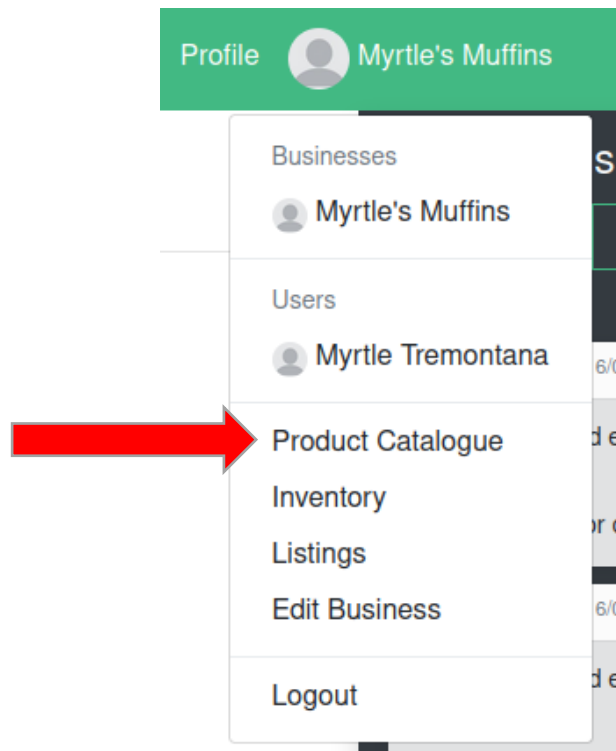 Profile Myrtle's Muffins
Businesses
Myrtle's Muffins
Users
Myrtle Tremontana
Product Catalogue
Inventory
Listings
Edit Business
Logout